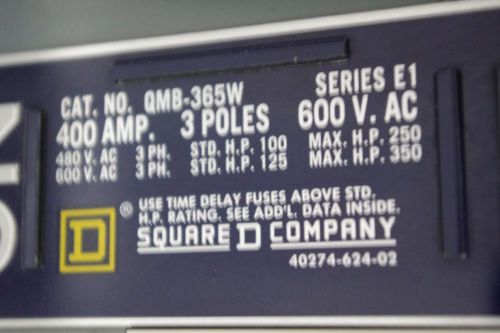 CAT. NO. QMB-365W SERIES E1
400 AMP. 3 POLES 600 V. AC
480 V. AC 3 PH. STD. H.P. 100 MAX. H.P. 250
600 V. AC 3 PH. STD. H.P. 125 MAX. H.P. 350
USE TIME DELAY FUSES ABOVE STD.
H.P. RATING. SEE ADD'L. DATA INSIDE.
D ® SQUARE D COMPANY
40274-624-02